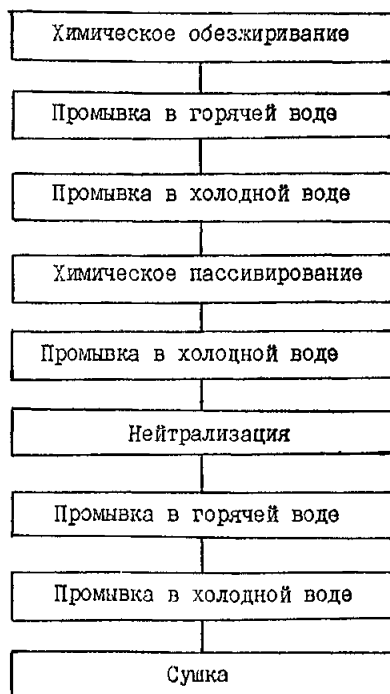 Химическое обезжиривание
Промывка в горячей воде
Промывка в холодной воде
Химическое пассивирование
Промывка в холодной воде
Нейтрализация
Промывка в горячей воде
Промывка в холодной воде
Сушка